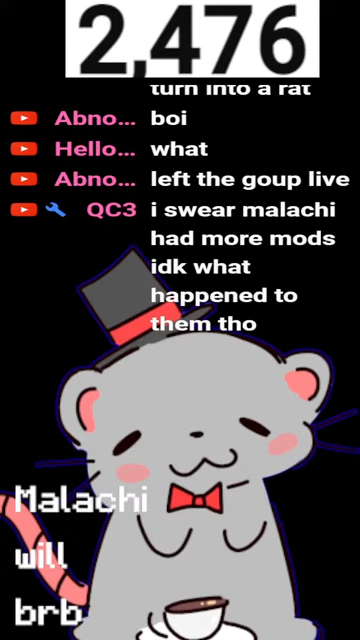 2,476
turn into a rat
Abno... boi
Hello... what
Abno... left the goup live
QC3 i swear malachi
had more mods
idk what
happened to
them tho
Malachi
will
brb